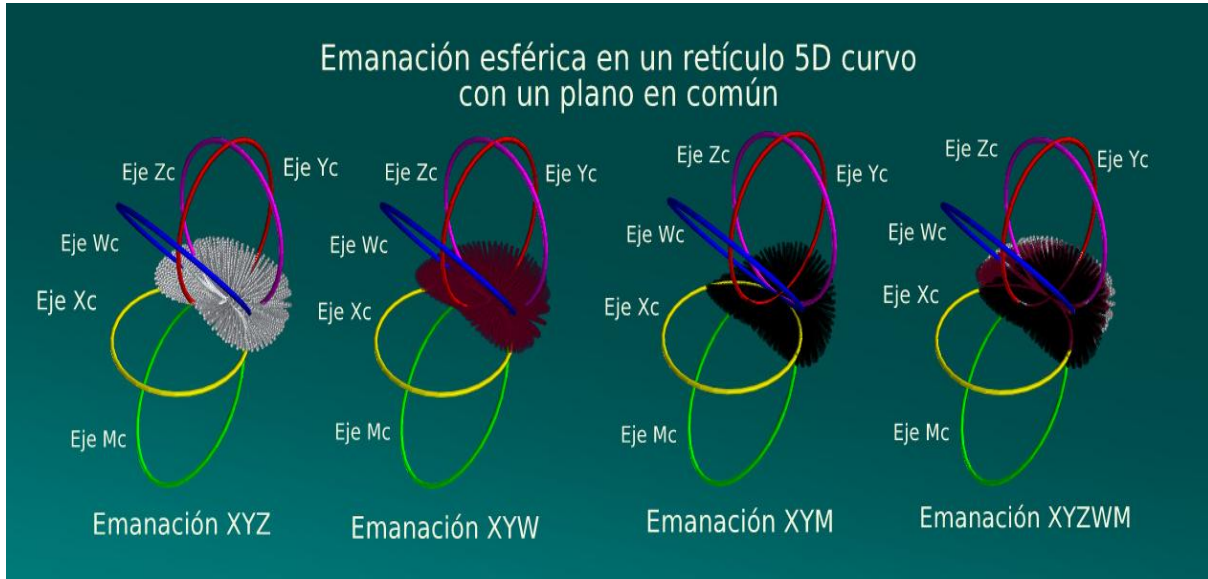 Emanación esférica en un retículo 5D curvo
con un plano en común
Eje Zc
Eje Yc
Eje Wc
Eje Xc
Eje Mc
Emanación XYZ
Eje Zc
Eje Yc
Eje Wc
Eje Xc
Eje Mc
Emanación XYW
Eje Zc
Eje Yc
Eje Wc
Eje Xc
Eje Mc
Emanación XYM
Eje Zc
Eje Yc
Eje Wc
Eje Xc
Eje Mc
Emanación XYZWM